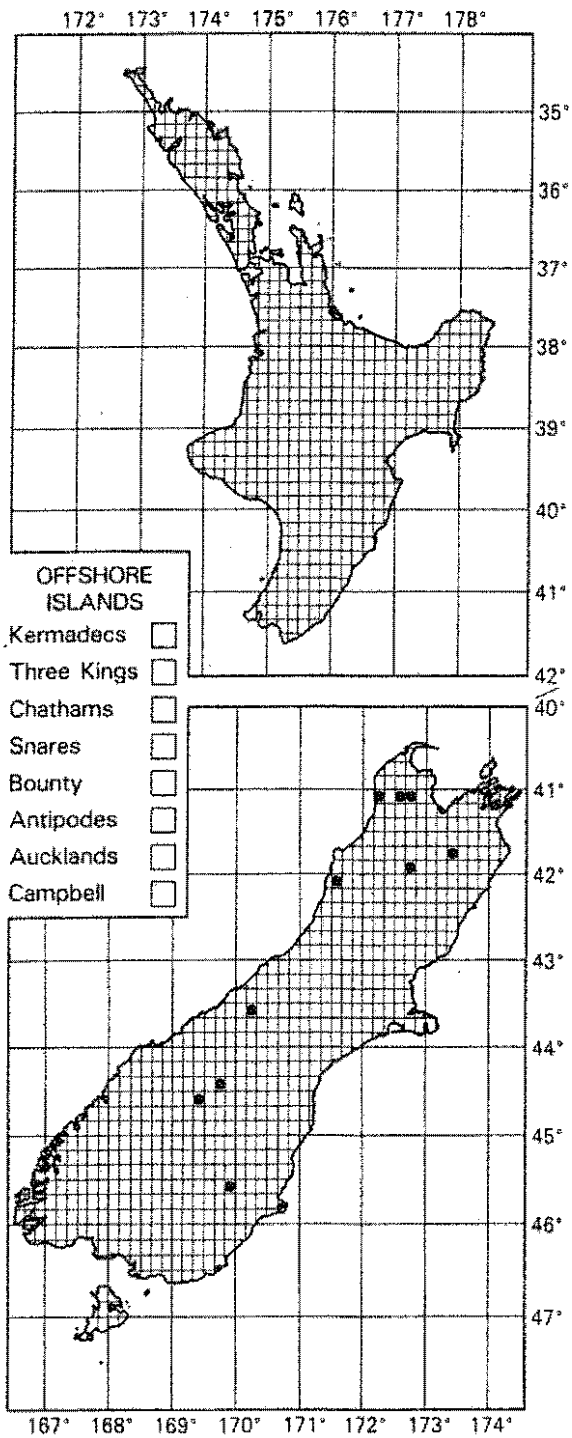 172° 173° 174° 175° 176° 177° 178°
35°
36°
37°
38°
39°
40°
41°
42°
OFFSHORE
ISLANDS
Kermadecs
Three Kings
Chathams
Snares
Bounty
Antipodes
Aucklands
Campbell
40°
41°
42°
43°
44°
45°
46°
47°
167° 168° 169° 170° 171° 172° 173° 174°